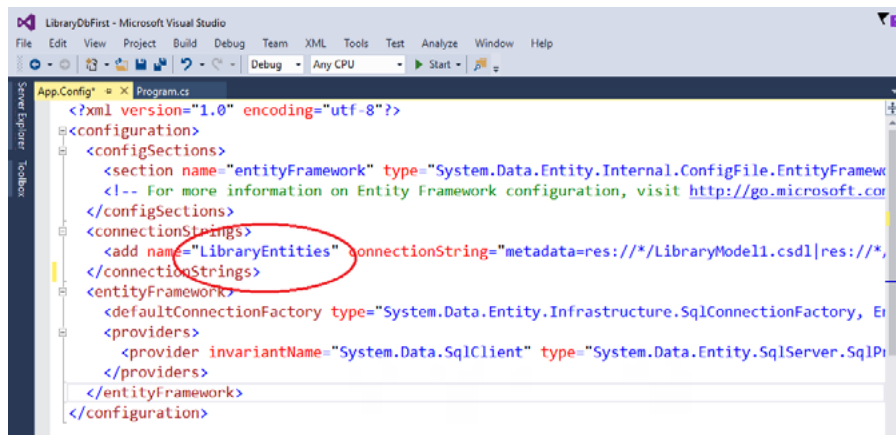 LibraryDbFirst - Microsoft Visual Studio
File Edit View Project Build Debug Team XML Tools Test Analyze Window Help
Debug Any CPU Start
Server Explorer
Toolbox
App.Config* Program.cs
<?xml version="1.0" encoding="utf-8"?>
<configuration>
<configSections>
<section name="entityFramework" type="System.Data.Entity.Internal.ConfigFile.EntityFramew
<!-- For more information on Entity Framework configuration, visit http://go.microsoft.com
</configSections>
<connectionStrings>
<add name="LibraryEntities" connectionString="metadata=res://*/LibraryModel1.csdl|res://*,
</connectionStrings>
<entityFramework>
<defaultConnectionFactory type="System.Data.Entity.Infrastructure.SqlConnectionFactory, En
<providers>
<provider invariantName="System.Data.SqlClient" type="System.Data.Entity.SqlServer.SqlPr
</providers>
</entityFramework>
</configuration>